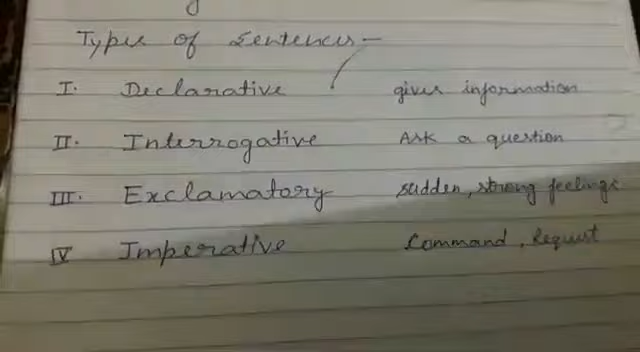 Types of Sentences—
I. Declarative gives information
II. Interrogative Ask a question
III. Exclamatory sudden, strong feelings
IV Imperative Command, Request